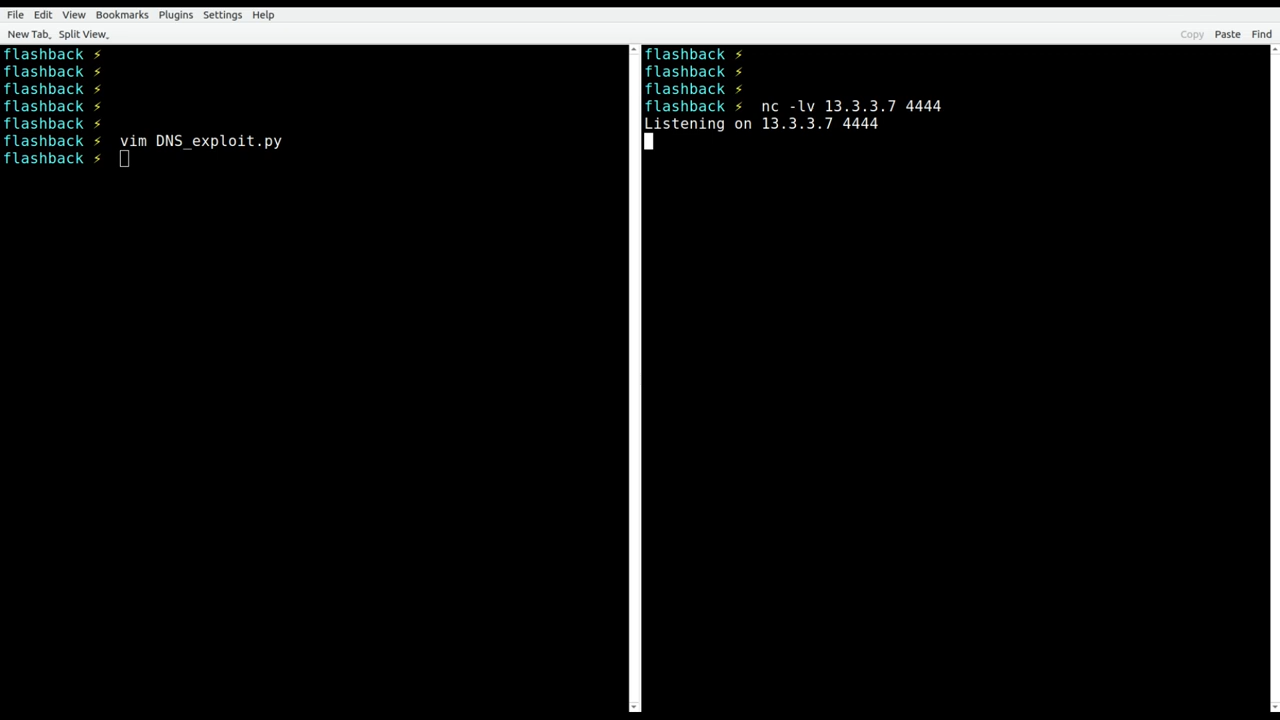 File Edit View Bookmarks Plugins Settings Help
New Tab Split View Copy Paste Find
flashback ⚡
flashback ⚡
flashback ⚡
flashback ⚡
flashback ⚡
flashback ⚡ vim DNS_exploit.py
flashback ⚡
flashback ⚡
flashback ⚡
flashback ⚡
flashback ⚡ nc -lv 13.3.3.7 4444
Listening on 13.3.3.7 4444